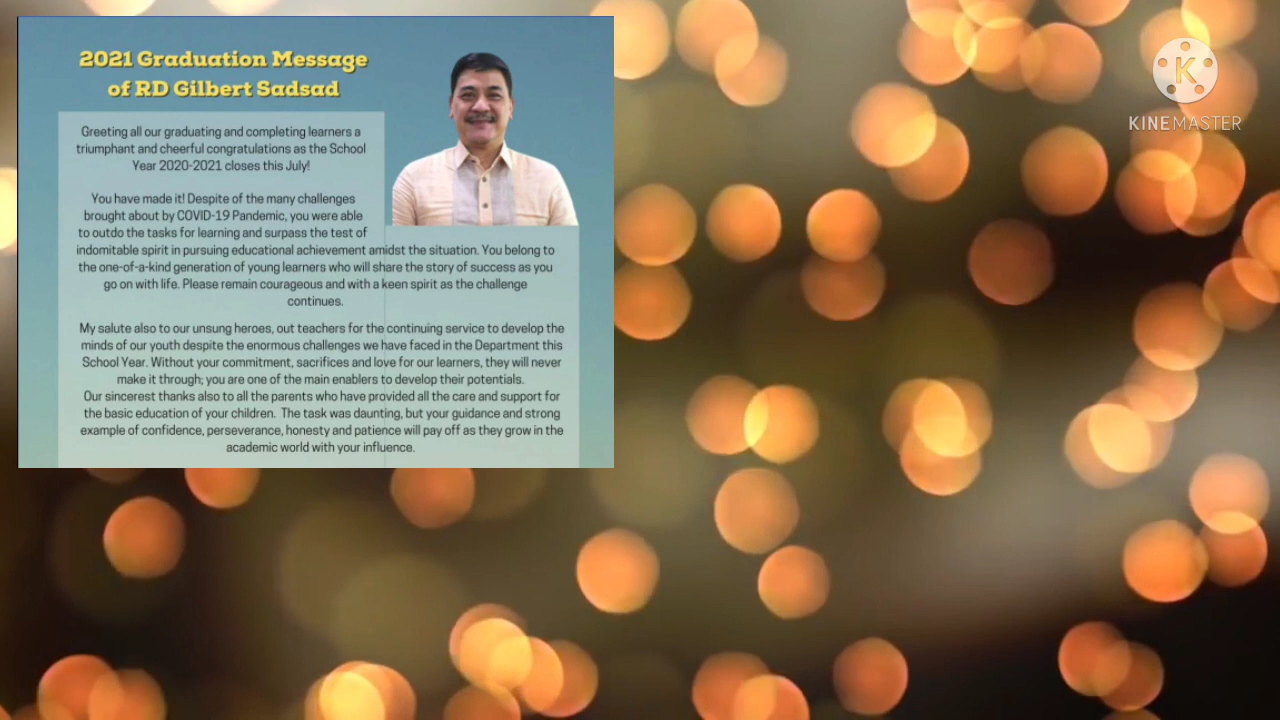 2021 Graduation Message
of RD Gilbert Sadsad
Greeting all our graduating and completing learners a
triumphant and cheerful congratulations as the School
Year 2020-2021 closes this July!
You have made it! Despite of the many challenges
brought about by COVID-19 Pandemic, you were able
to outdo the tasks for learning and surpass the test of
indomitable spirit in pursuing educational achievement amidst the situation. You belong to
the one-of-a-kind generation of young learners who will share the story of success as you
go on with life. Please remain courageous and with a keen spirit as the challenge
continues.
My salute also to our unsung heroes, out teachers for the continuing service to develop the
minds of our youth despite the enormous challenges we have faced in the Department this
School Year. Without your commitment, sacrifices and love for our learners, they will never
make it through; you are one of the main enablers to develop their potentials.
Our sincerest thanks also to all the parents who have provided all the care and support for
the basic education of your children. The task was daunting, but your guidance and strong
example of confidence, perseverance, honesty and patience will pay off as they grow in the
academic world with your influence.
K
KINEMASTER